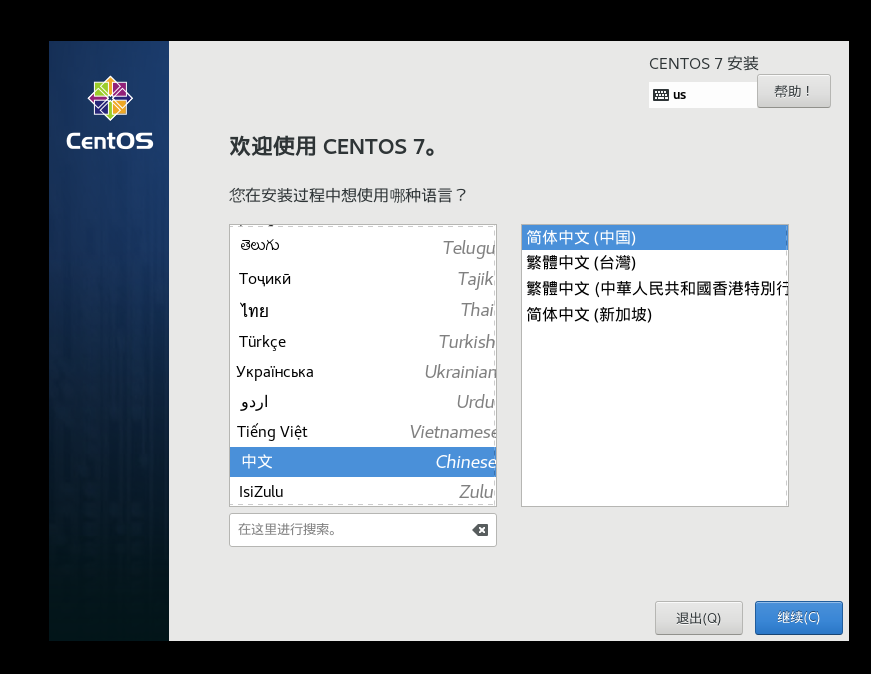 CentOS
CENTOS 7 安装
us
帮助！
欢迎使用 CENTOS 7。
您在安装过程中想使用哪种语言？
తెలుగు Telugu
Тоҷикӣ Tajik
ไทย Thai
Türkçe Turkish
Українська Ukrainian
اردو Urdu
Tiếng Việt Vietnamese
中文 Chinese
IsiZulu Zulu
简体中文 (中国)
繁體中文 (台灣)
繁體中文 (中華人民共和國香港特別行
简体中文 (新加坡)
在这里进行搜索。
退出(Q)
继续(C)